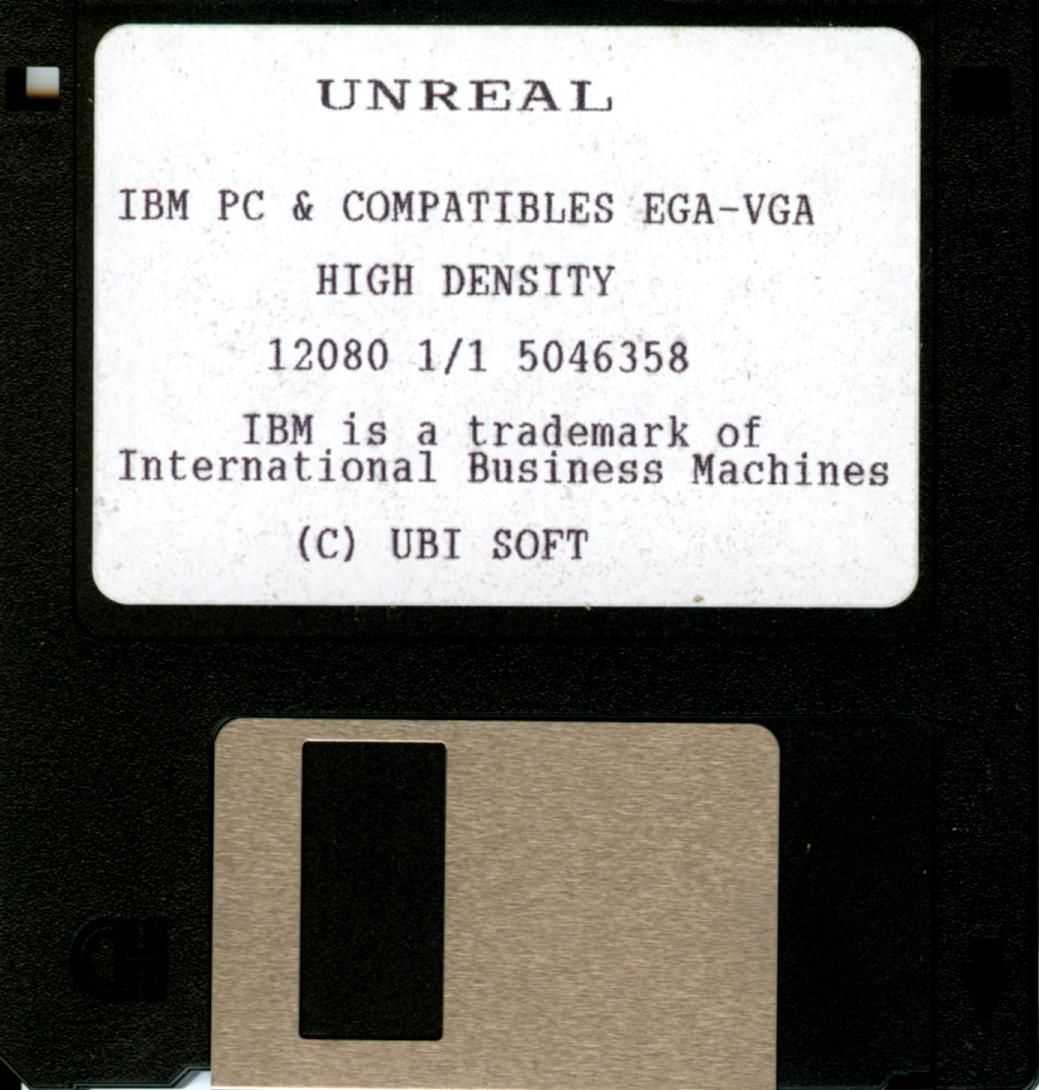 UNREAL
IBM PC & COMPATIBLES EGA-VGA
HIGH DENSITY
12080 1/1 5046358
IBM is a trademark of
International Business Machines
(C) UBI SOFT
HD